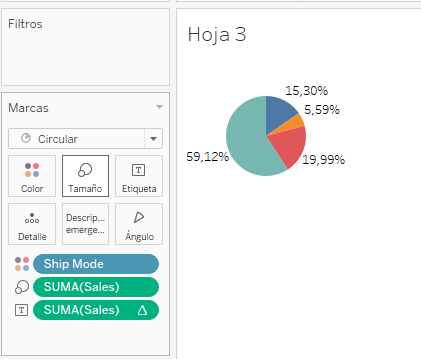 Filtros
Marcas
Circular
Color
Tamaño
Etiqueta
Detalle
Descrip...
emerge...
Ángulo
Ship Mode
SUMA(Sales)
SUMA(Sales)
Hoja 3
15,30%
5,59%
19,99%
59,12%